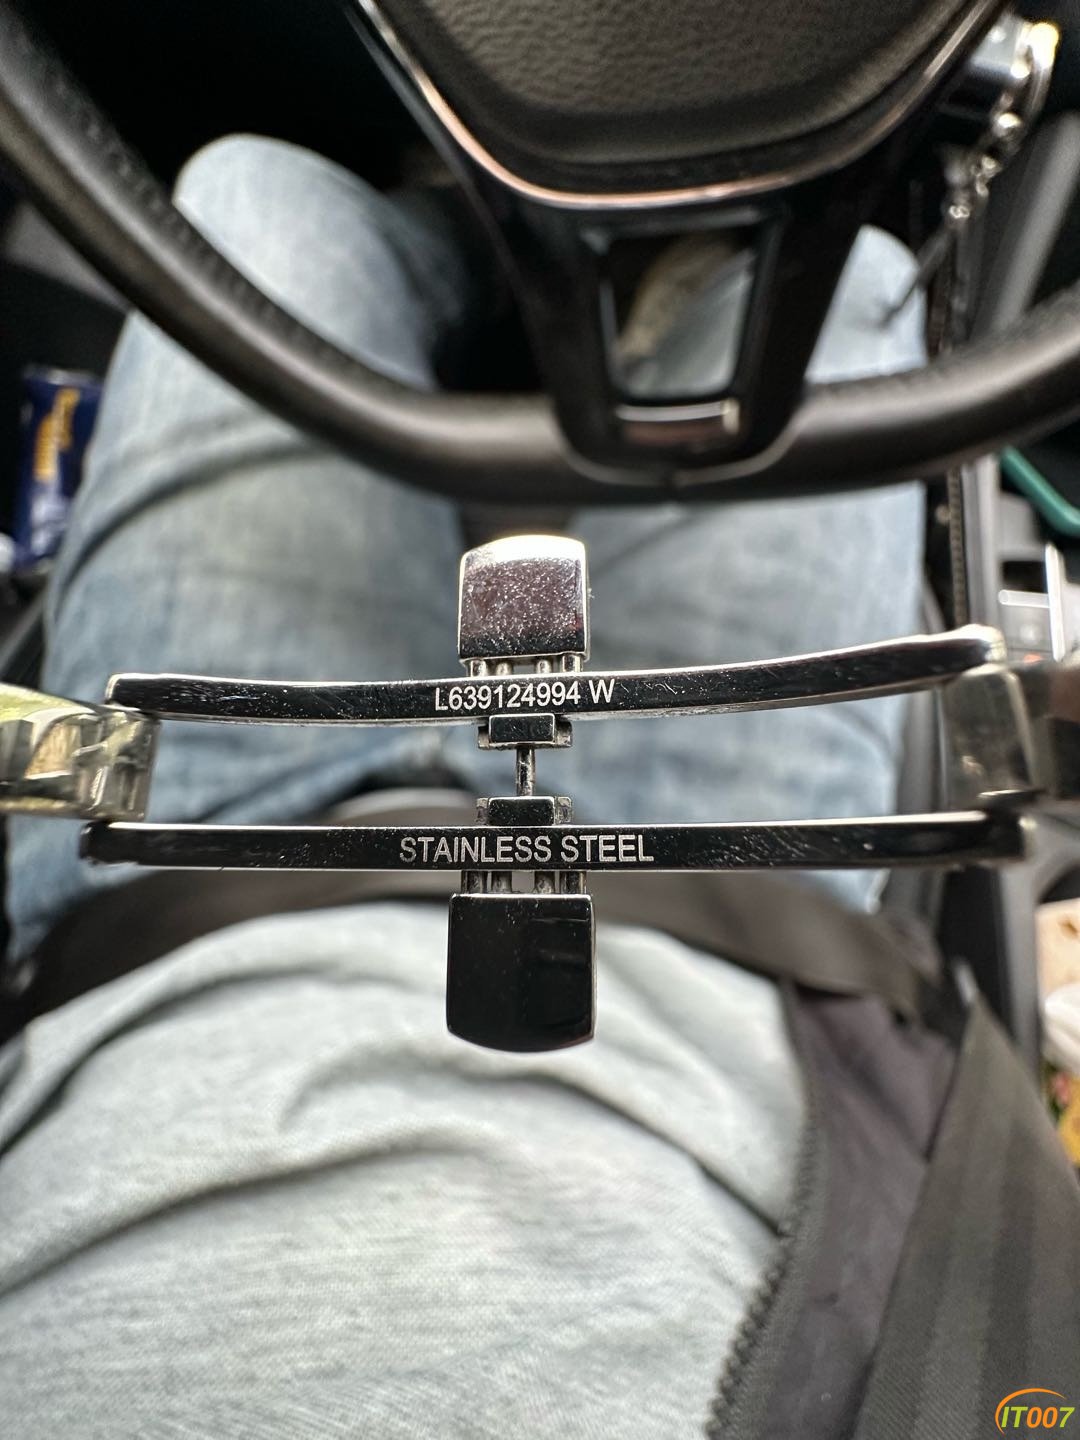 L639124994 W
STAINLESS STEEL
IT007